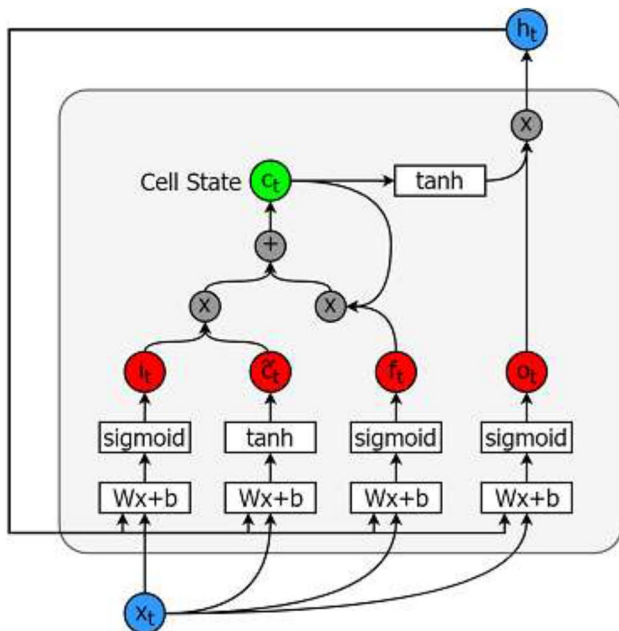 hₜ
X
Cell State cₜ tanh
+
X X
iₜ c̃ₜ fₜ oₜ
sigmoid tanh sigmoid sigmoid
Wx+b Wx+b Wx+b Wx+b
xₜ